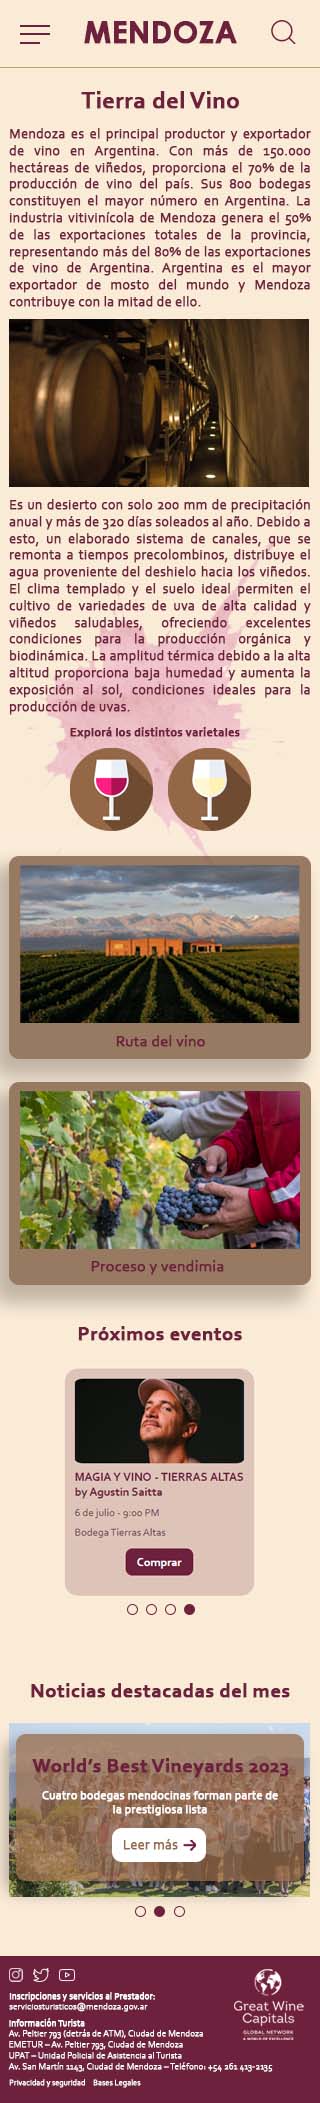 MENDOZA
Tierra del Vino
Mendoza es el principal productor y exportador
de vino en Argentina. Con más de 150.000
hectáreas de viñedos, proporciona el 70% de la
producción de vino del país. Sus 800 bodegas
constituyen el mayor número en Argentina. La
industria vitivinícola de Mendoza genera el 50%
de las exportaciones totales de la provincia,
representando más del 80% de las exportaciones
de vino de Argentina. Argentina es el mayor
exportador de mosto del mundo y Mendoza
contribuye con la mitad de ello.
Es un desierto con solo 200 mm de precipitación
anual y más de 320 días soleados al año. Debido a
esto, un elaborado sistema de canales, que se
remonta a tiempos precolombinos, distribuye el
agua proveniente del deshielo hacia los viñedos.
El clima templado y el suelo ideal permiten el
cultivo de variedades de uva de alta calidad y
viñedos saludables, ofreciendo excelentes
condiciones para la producción orgánica y
biodinámica. La amplitud térmica debido a la alta
altitud proporciona baja humedad y aumenta la
exposición al sol, condiciones ideales para la
producción de uvas.
Explorá los distintos varietales
Ruta del vino
Proceso y vendimia
Próximos eventos
MAGIA Y VINO - TIERRAS ALTAS
by Agustin Saitta
6 de julio - 9:00 PM
Bodega Tierras Altas
Comprar
Noticias destacadas del mes
World's Best Vineyards 2023
Cuatro bodegas mendocinas forman parte de
la prestigiosa lista
Leer más →
Inscripciones y servicios al Prestador:
serviciosturisticos@mendoza.gov.ar
Información Turista
Av. Peltier 793 (detrás de ATM), Ciudad de Mendoza
EMETUR – Av. Peltier 793, Ciudad de Mendoza
UPAT – Unidad Policial de Asistencia al Turista
Av. San Martín 1143, Ciudad de Mendoza – Teléfono: +54 261 413-2135
Privacidad y seguridad Bases Legales
Great Wine
Capitals
GLOBAL NETWORK
A WORLD OF EXCELLENCE